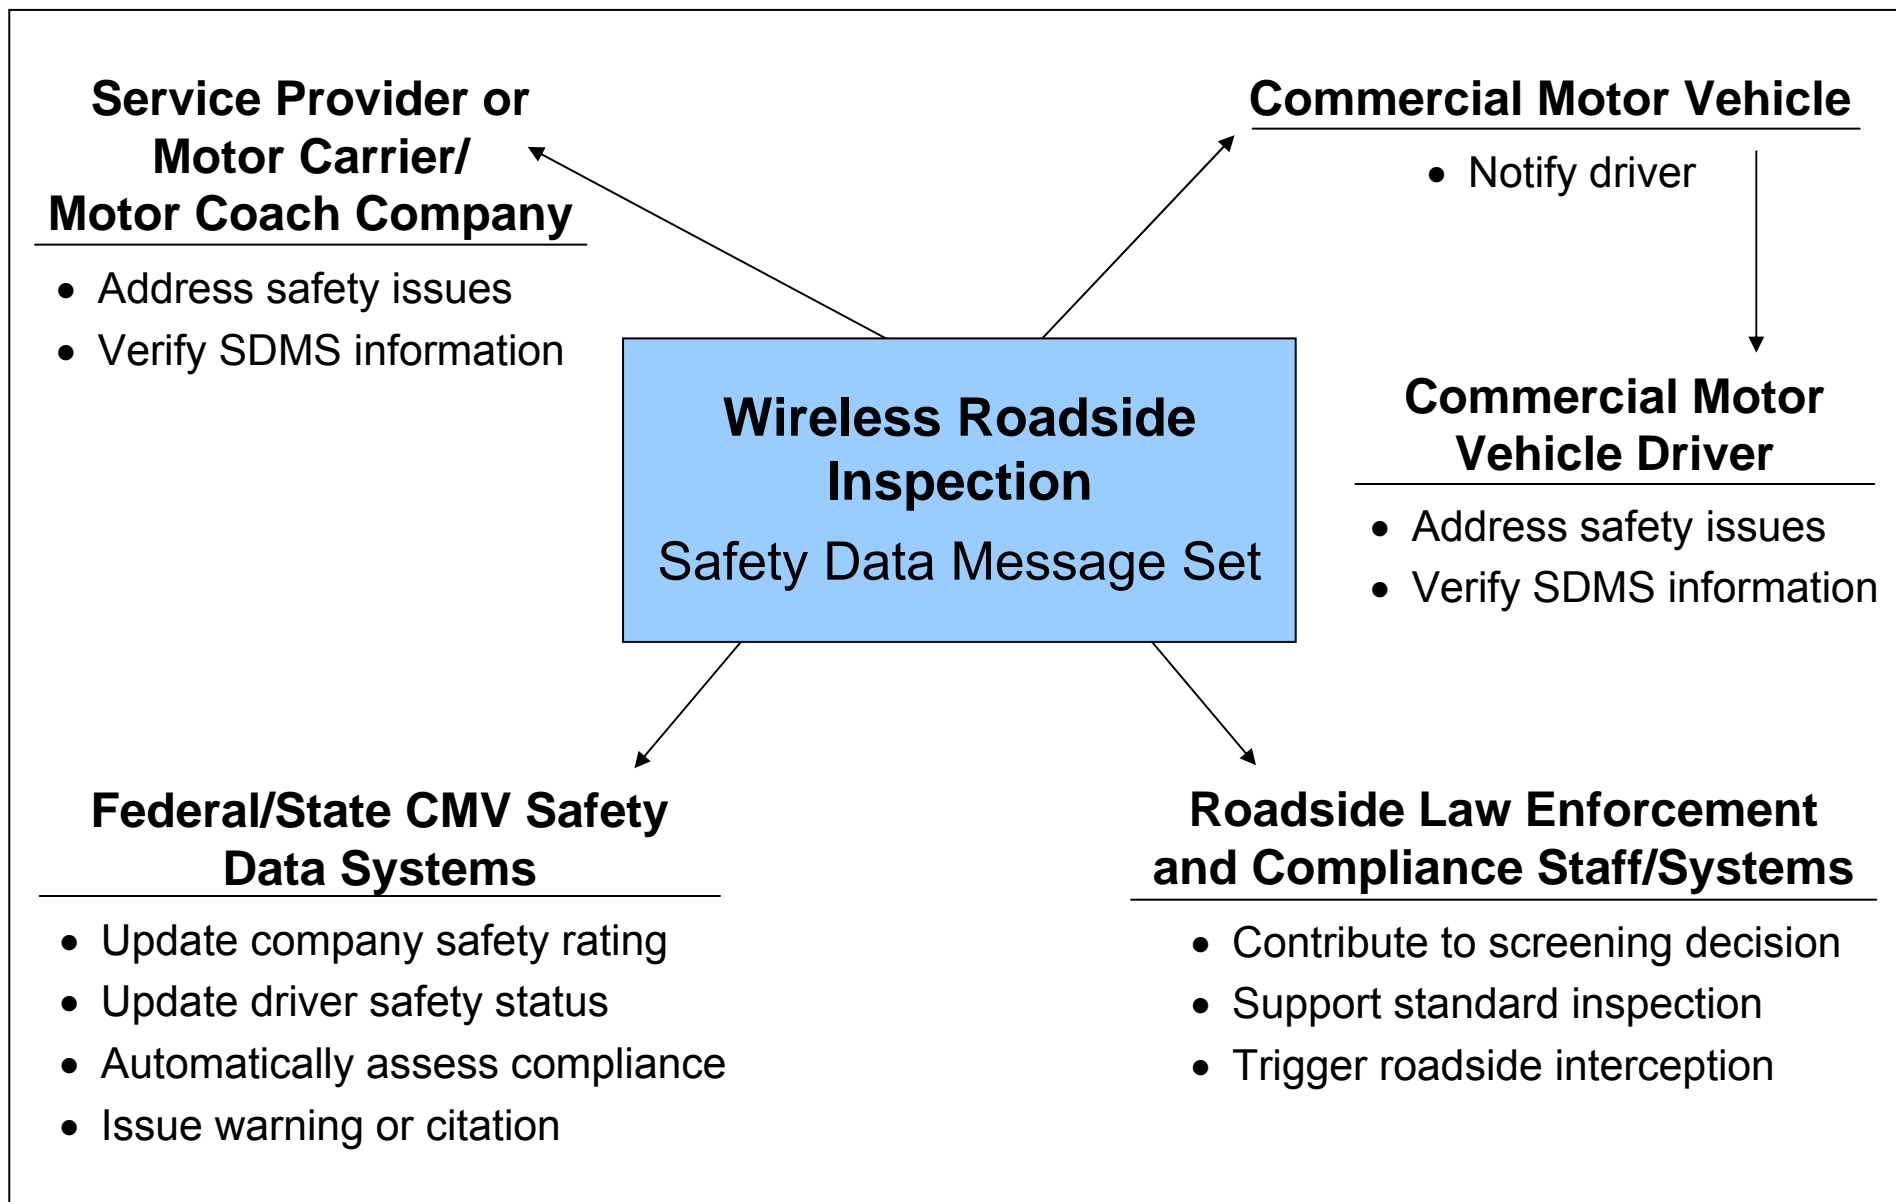 Service Provider or
Motor Carrier/
Motor Coach Company
• Address safety issues
• Verify SDMS information
Commercial Motor Vehicle
• Notify driver
Commercial Motor
Vehicle Driver
• Address safety issues
• Verify SDMS information
Wireless Roadside
Inspection
Safety Data Message Set
Federal/State CMV Safety
Data Systems
• Update company safety rating
• Update driver safety status
• Automatically assess compliance
• Issue warning or citation
Roadside Law Enforcement
and Compliance Staff/Systems
• Contribute to screening decision
• Support standard inspection
• Trigger roadside interception